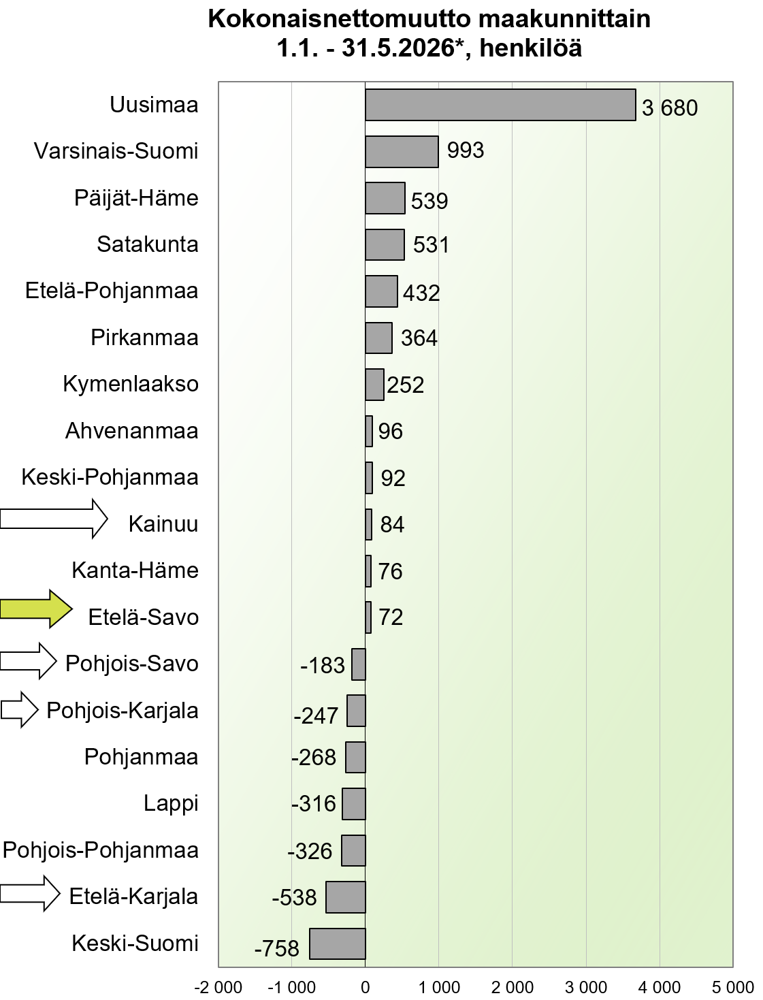 Kokonaisnettomuutto maakunnittain
1.1. - 31.5.2026*, henkilöä
Uusimaa 3 680
Varsinais-Suomi 993
Päijät-Häme 539
Satakunta 531
Etelä-Pohjanmaa 432
Pirkanmaa 364
Kymenlaakso 252
Ahvenanmaa 96
Keski-Pohjanmaa 92
Kainuu 84
Kanta-Häme 76
Etelä-Savo 72
Pohjois-Savo -183
Pohjois-Karjala -247
Pohjanmaa -268
Lappi -316
Pohjois-Pohjanmaa -326
Etelä-Karjala -538
Keski-Suomi -758
-2 000 -1 000 0 1 000 2 000 3 000 4 000 5 000